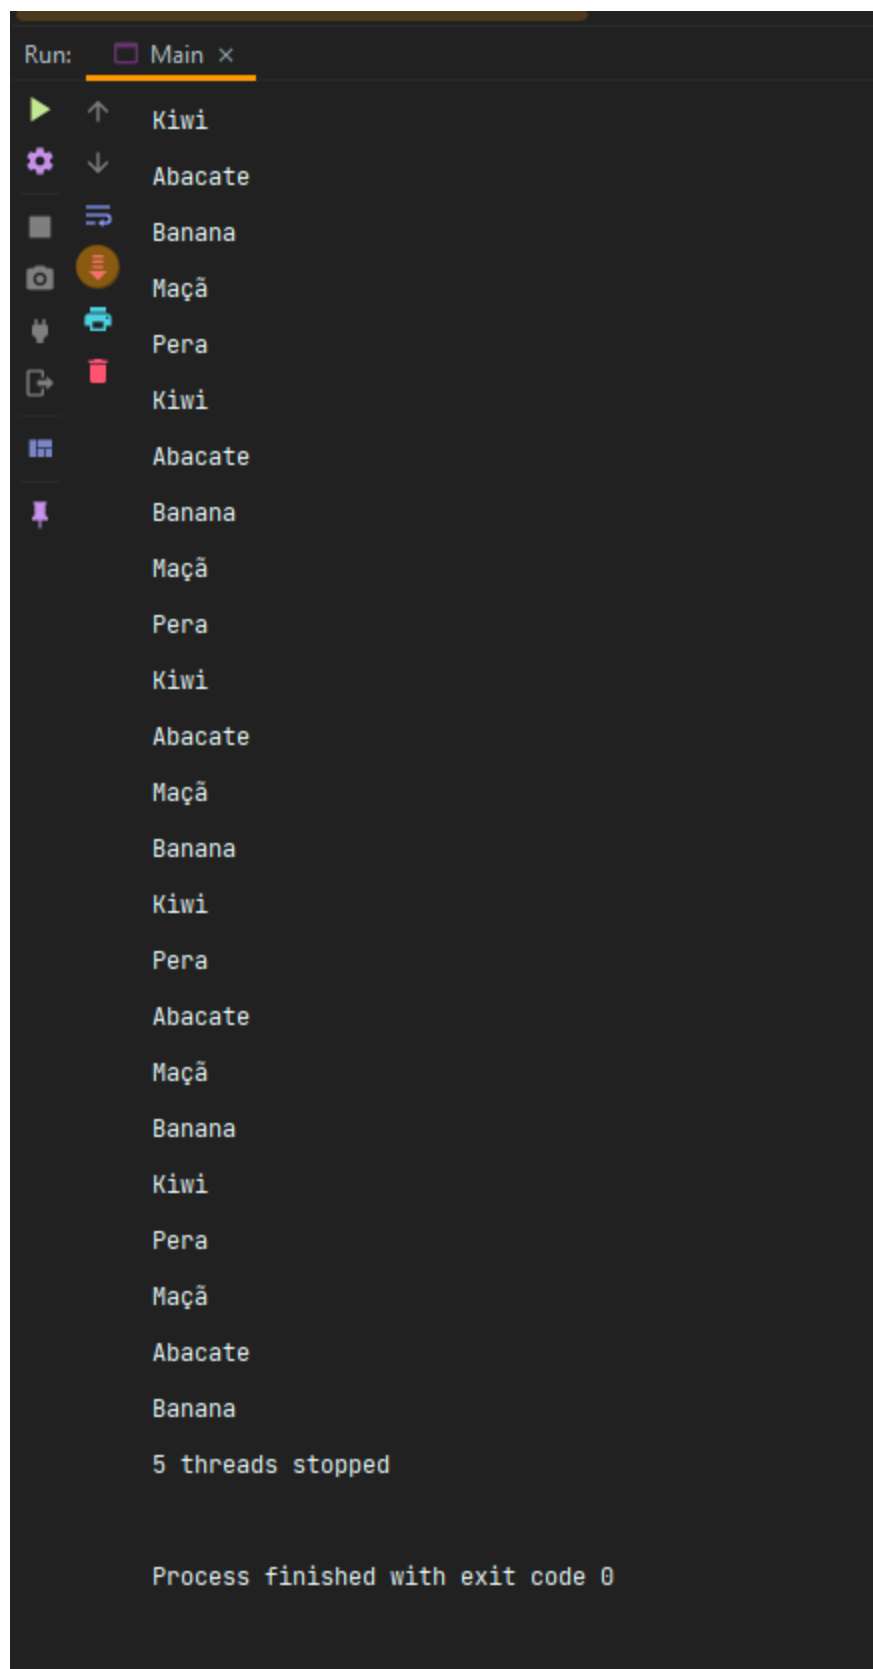 Run: Main ×
Kiwi
Abacate
Banana
Maçã
Pera
Kiwi
Abacate
Banana
Maçã
Pera
Kiwi
Abacate
Maçã
Banana
Kiwi
Pera
Abacate
Maçã
Banana
Kiwi
Pera
Maçã
Abacate
Banana
5 threads stopped
Process finished with exit code 0